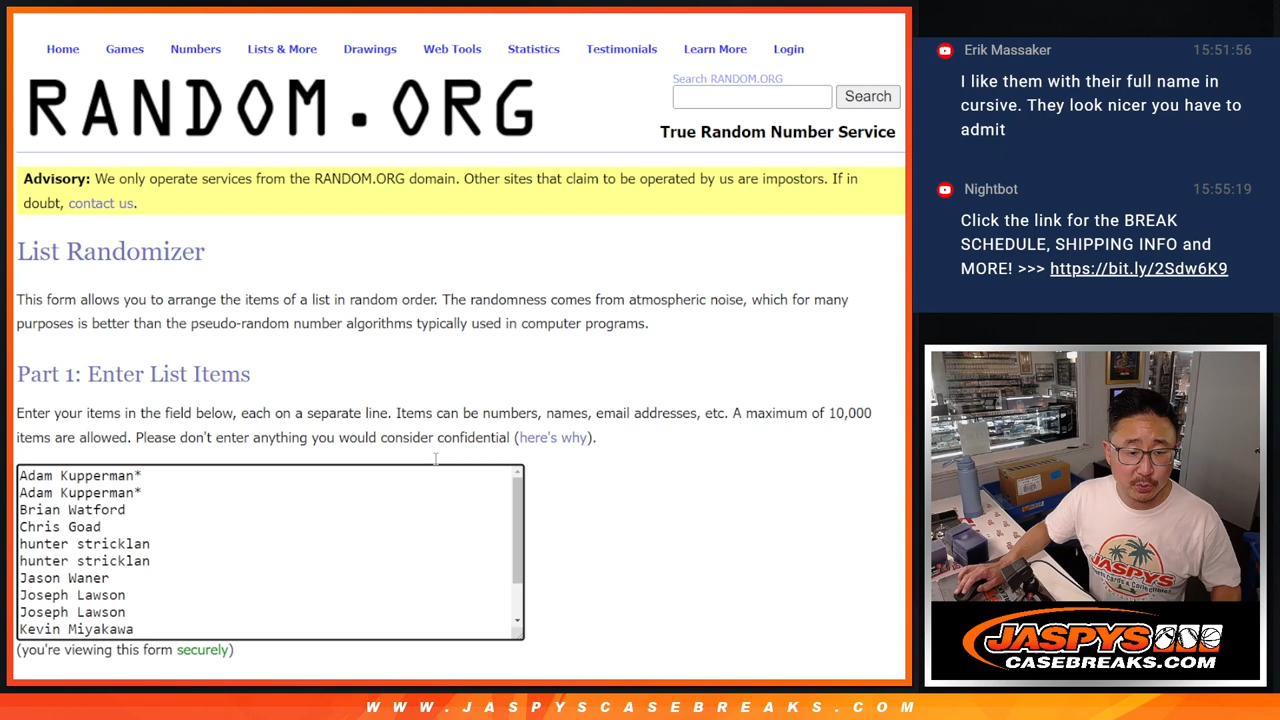 Home Games Numbers Lists & More Drawings Web Tools Statistics Testimonials Learn More Login
RANDOM.ORG
Search RANDOM.ORG
Search
True Random Number Service
Advisory: We only operate services from the RANDOM.ORG domain. Other sites that claim to be operated by us are impostors. If in
doubt, contact us.
List Randomizer
This form allows you to arrange the items of a list in random order. The randomness comes from atmospheric noise, which for many
purposes is better than the pseudo-random number algorithms typically used in computer programs.
Part 1: Enter List Items
Enter your items in the field below, each on a separate line. Items can be numbers, names, email addresses, etc. A maximum of 10,000
items are allowed. Please don't enter anything you would consider confidential (here's why).
Adam Kupperman*
Adam Kupperman*
Brian Watford
Chris Goad
hunter stricklan
hunter stricklan
Jason Waner
Joseph Lawson
Joseph Lawson
Kevin Miyakawa
(you're viewing this form securely)
Erik Massaker 15:51:56
I like them with their full name in
cursive. They look nicer you have to
admit
Nightbot 15:55:19
Click the link for the BREAK
SCHEDULE, SHIPPING INFO and
MORE! >>> https://bit.ly/2Sdw6K9
JASPY'S
JASPYS
CASEBREAKS.COM
WWW.JASPYSCASEBREAKS.COM